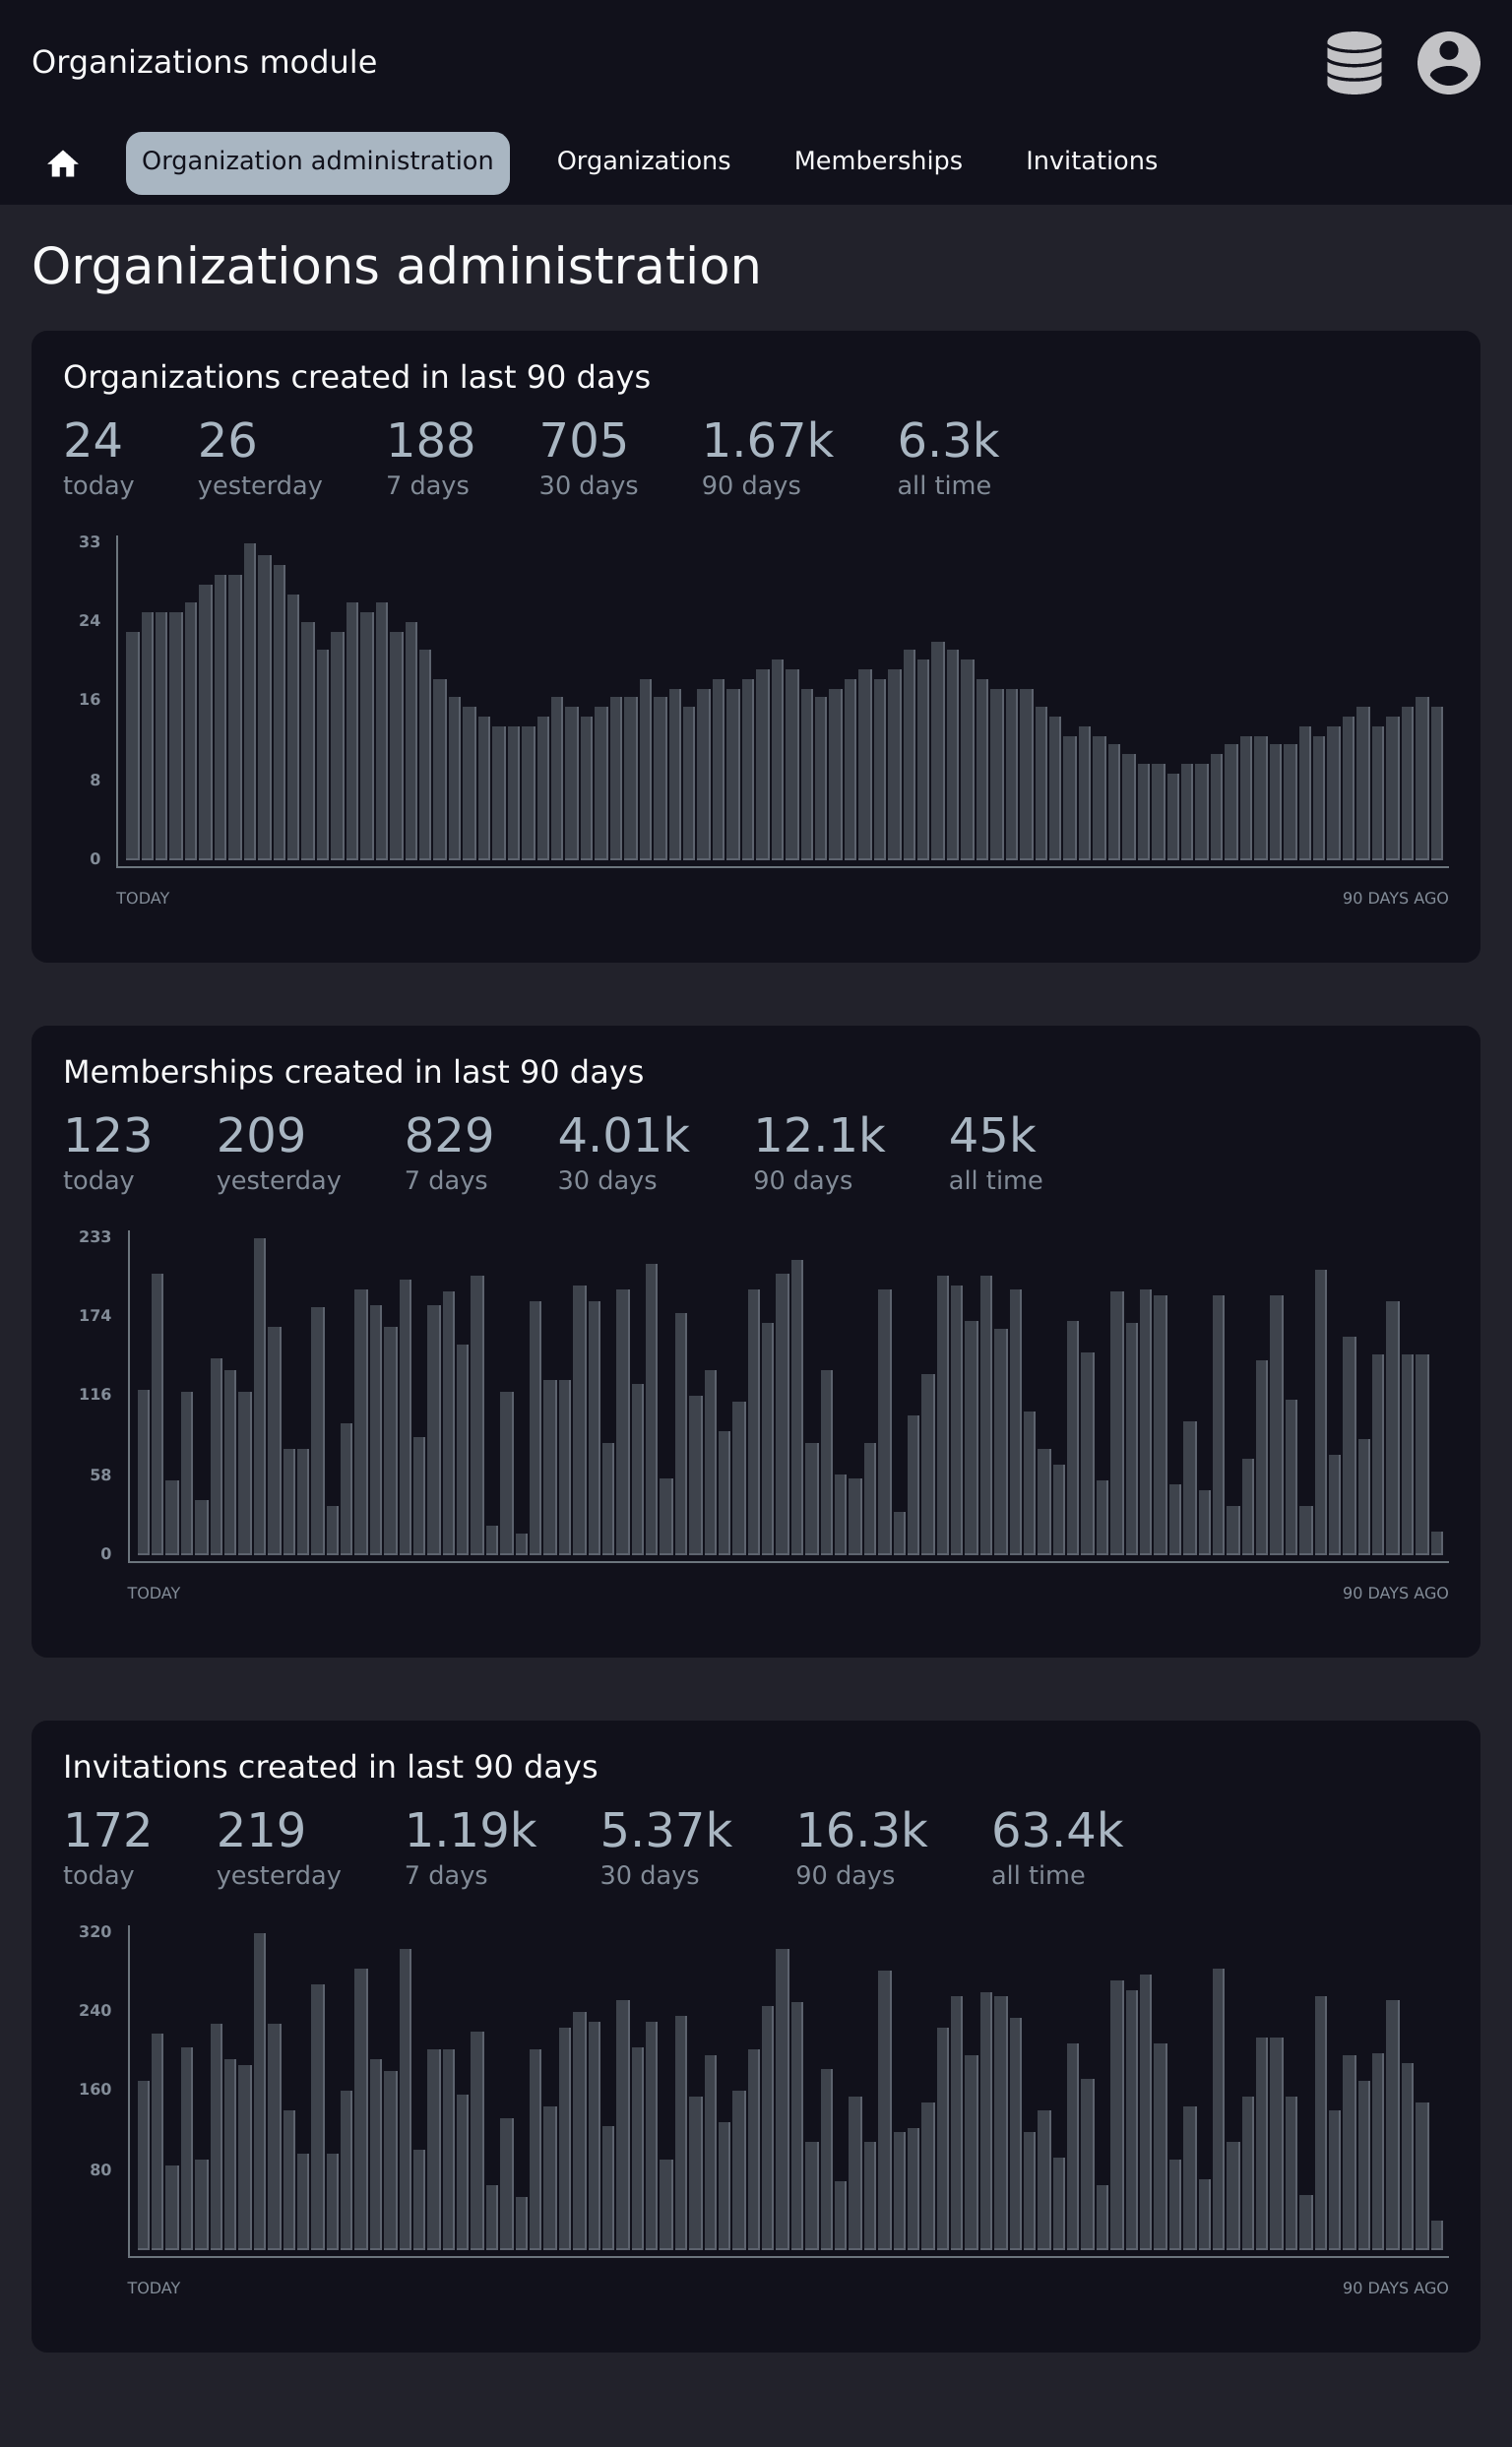 Organizations module
Organization administration Organizations Memberships Invitations
Organizations administration
Organizations created in last 90 days
24 26 188 705 1.67k 6.3k
today yesterday 7 days 30 days 90 days all time
33
24
16
8
0
TODAY 90 DAYS AGO
Memberships created in last 90 days
123 209 829 4.01k 12.1k 45k
today yesterday 7 days 30 days 90 days all time
233
174
116
58
0
TODAY 90 DAYS AGO
Invitations created in last 90 days
172 219 1.19k 5.37k 16.3k 63.4k
today yesterday 7 days 30 days 90 days all time
320
240
160
80
TODAY 90 DAYS AGO